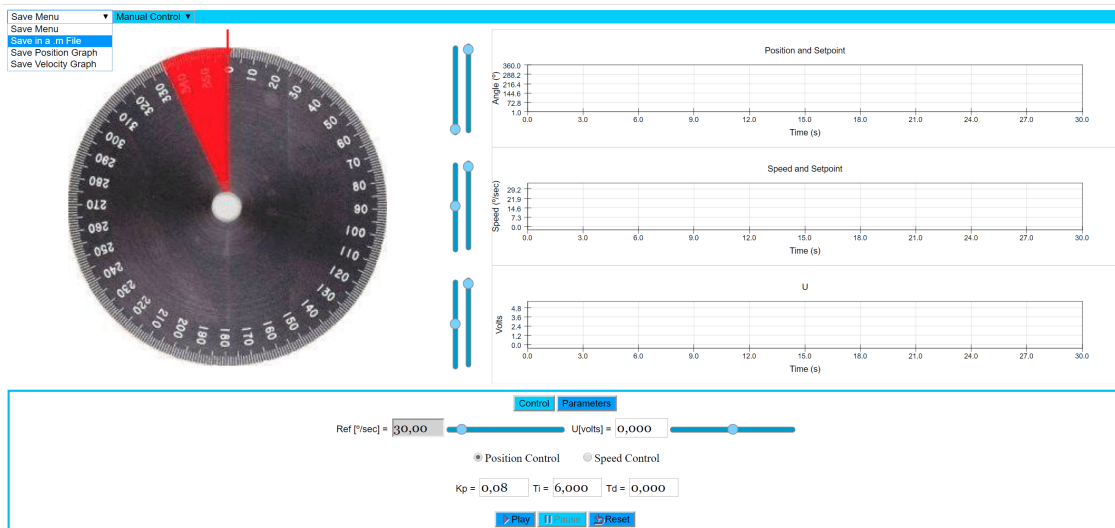 Save Menu ▼ Manual Control ▼
Save Menu
Save in a .m File
Save Position Graph
Save Velocity Graph
0 10 20 30 40 50 60 70 80 90 100 110 120 130 140 150 160 170 180 190 200 210 220 230 240 250 260 270 280 290 300 310 320 330 340 350
Position and Setpoint
Angle (º)
360.0
288.2
216.4
144.6
72.8
1.0
0.0 3.0 6.0 9.0 12.0 15.0 18.0 21.0 24.0 27.0 30.0
Time (s)
Speed and Setpoint
Speed (º/sec)
29.2
21.9
14.6
7.3
0.0
0.0 3.0 6.0 9.0 12.0 15.0 18.0 21.0 24.0 27.0 30.0
Time (s)
U
Volts
4.8
3.6
2.4
1.2
0.0
0.0 3.0 6.0 9.0 12.0 15.0 18.0 21.0 24.0 27.0 30.0
Time (s)
Control Parameters
Ref [º/sec] = 30,00 U[volts] = 0,000
Position Control Speed Control
Kp = 0,08 Ti = 6,000 Td = 0,000
Play Pause Reset